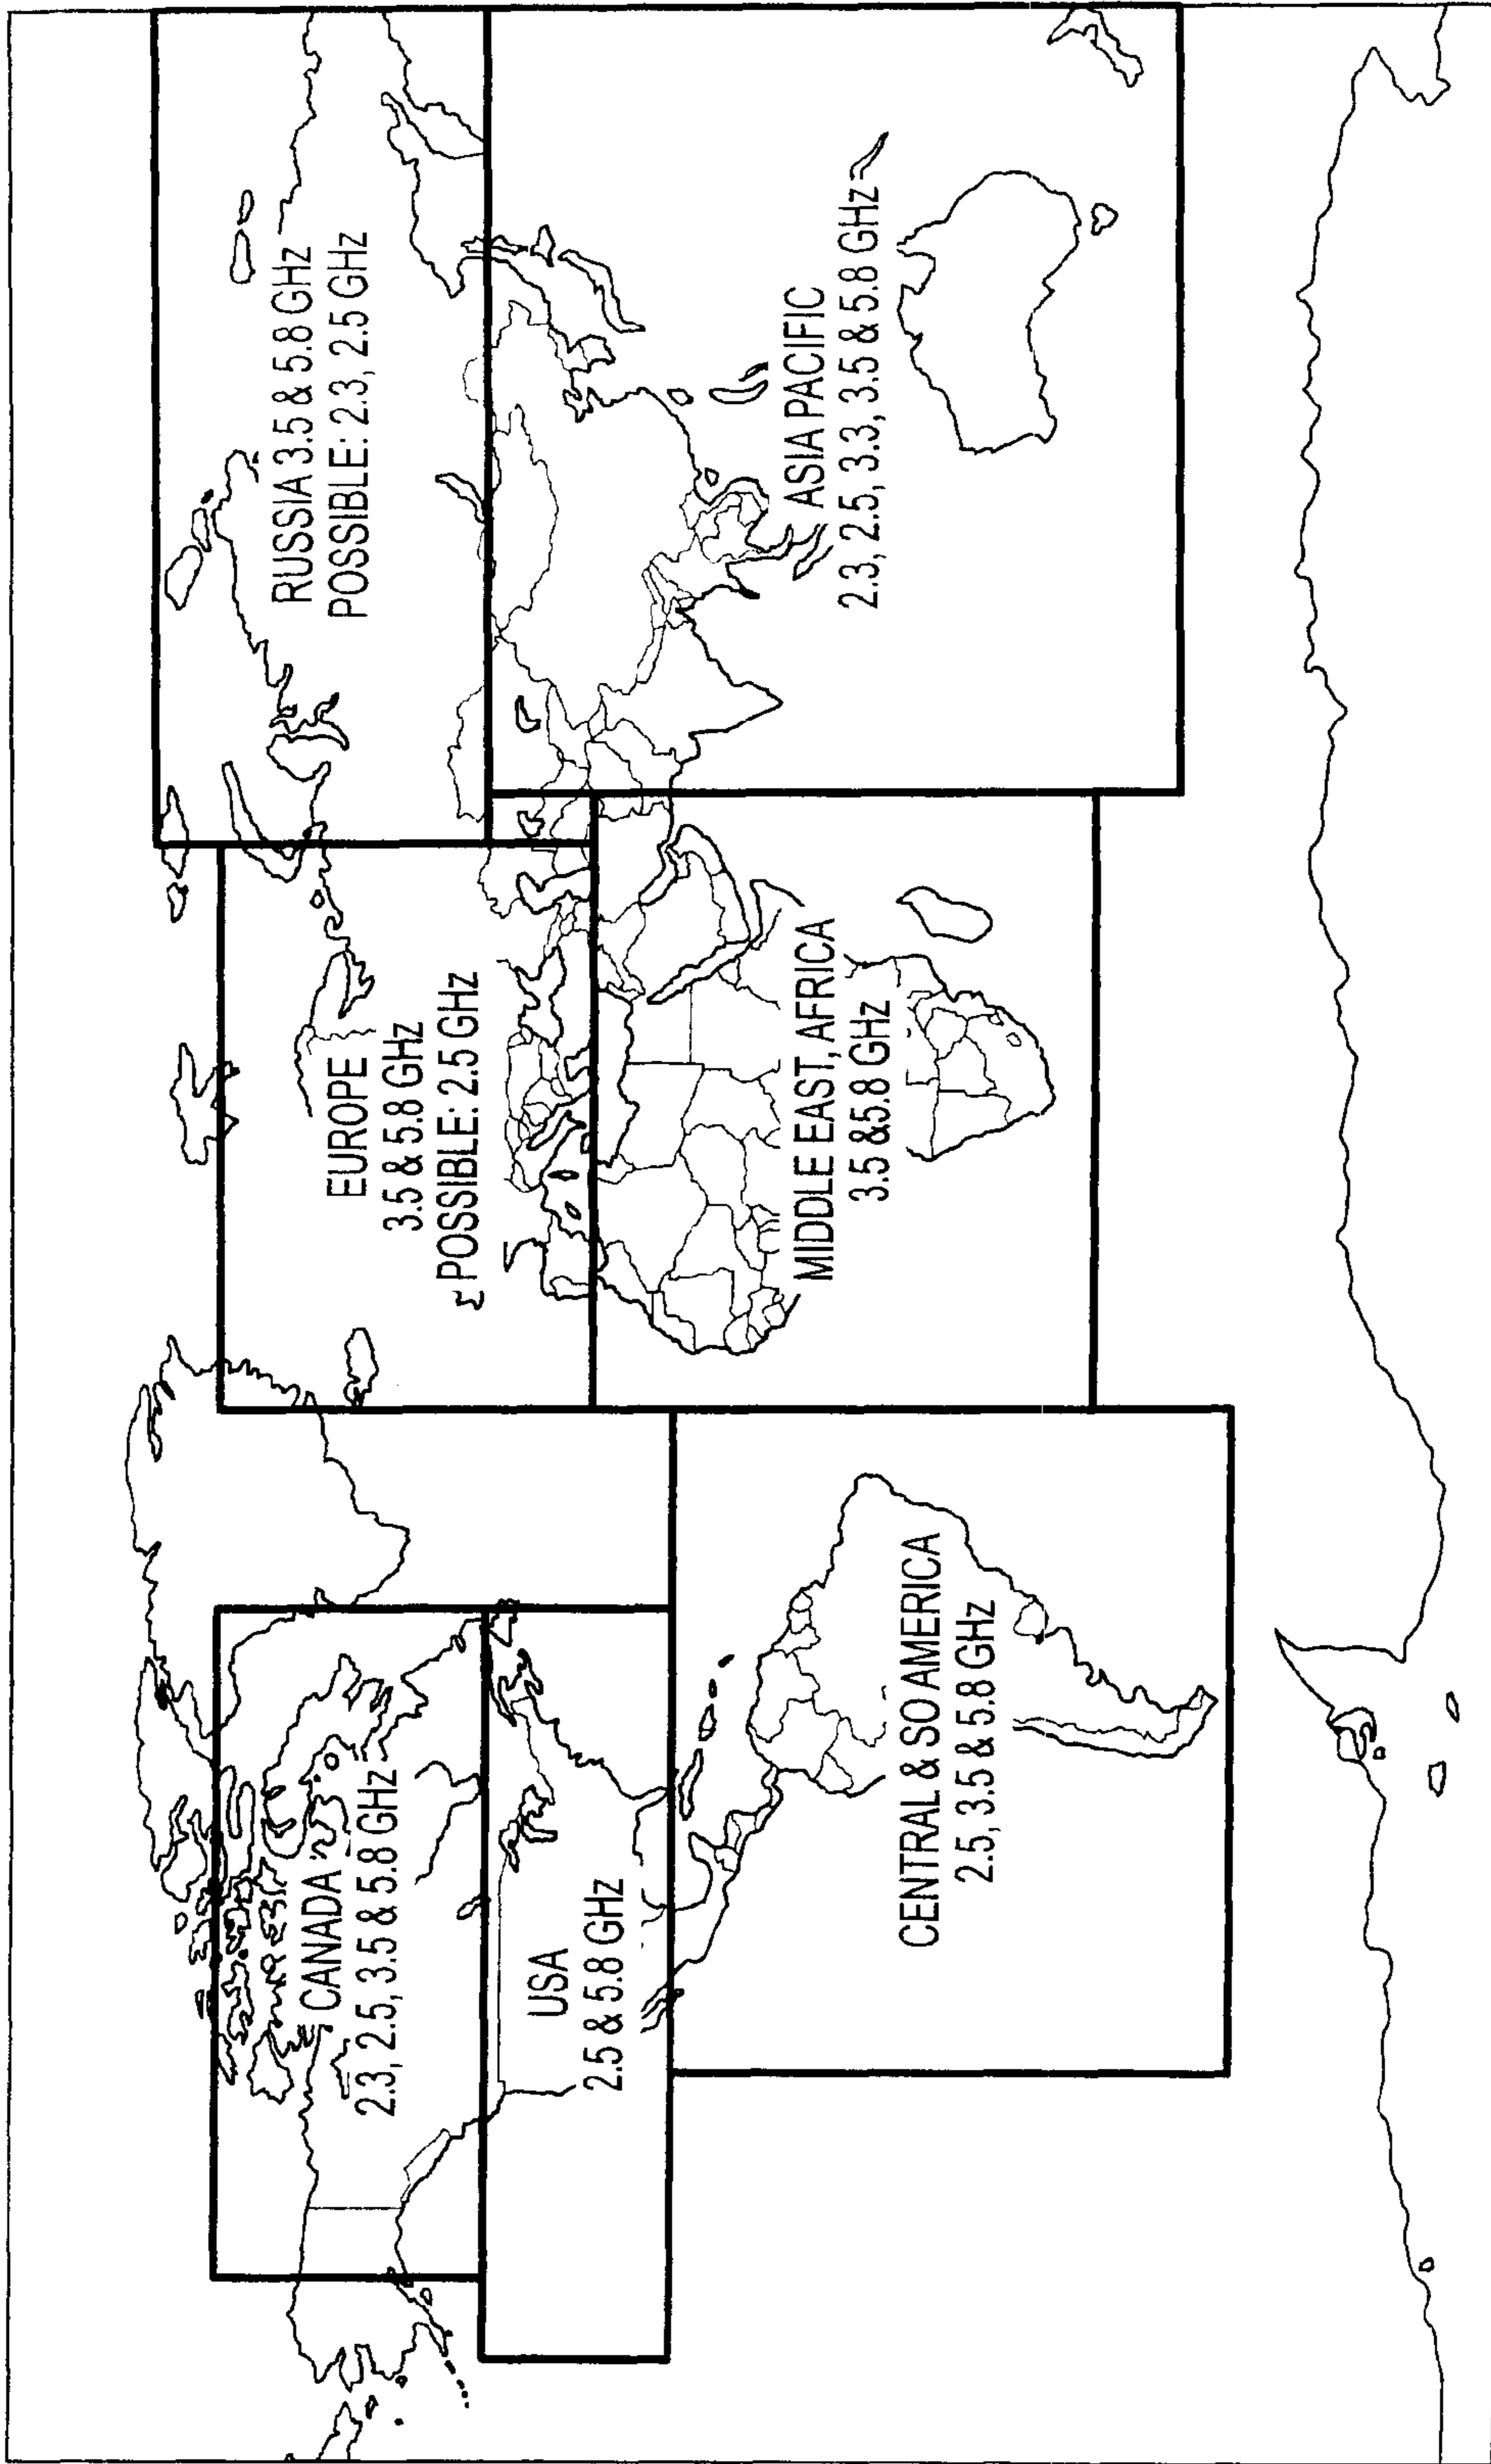 CANADA
2.3, 2.5, 3.5 & 5.8 GHz
USA
2.5 & 5.8 GHz
CENTRAL & SO AMERICA
2.5, 3.5 & 5.8 GHz
EUROPE
3.5 & 5.8 GHz
POSSIBLE: 2.5 GHz
MIDDLE EAST, AFRICA
3.5 &5.8 GHz
RUSSIA 3.5 & 5.8 GHz
POSSIBLE: 2.3, 2.5 GHz
ASIA PACIFIC
2.3, 2.5, 3.3, 3.5 & 5.8 GHz